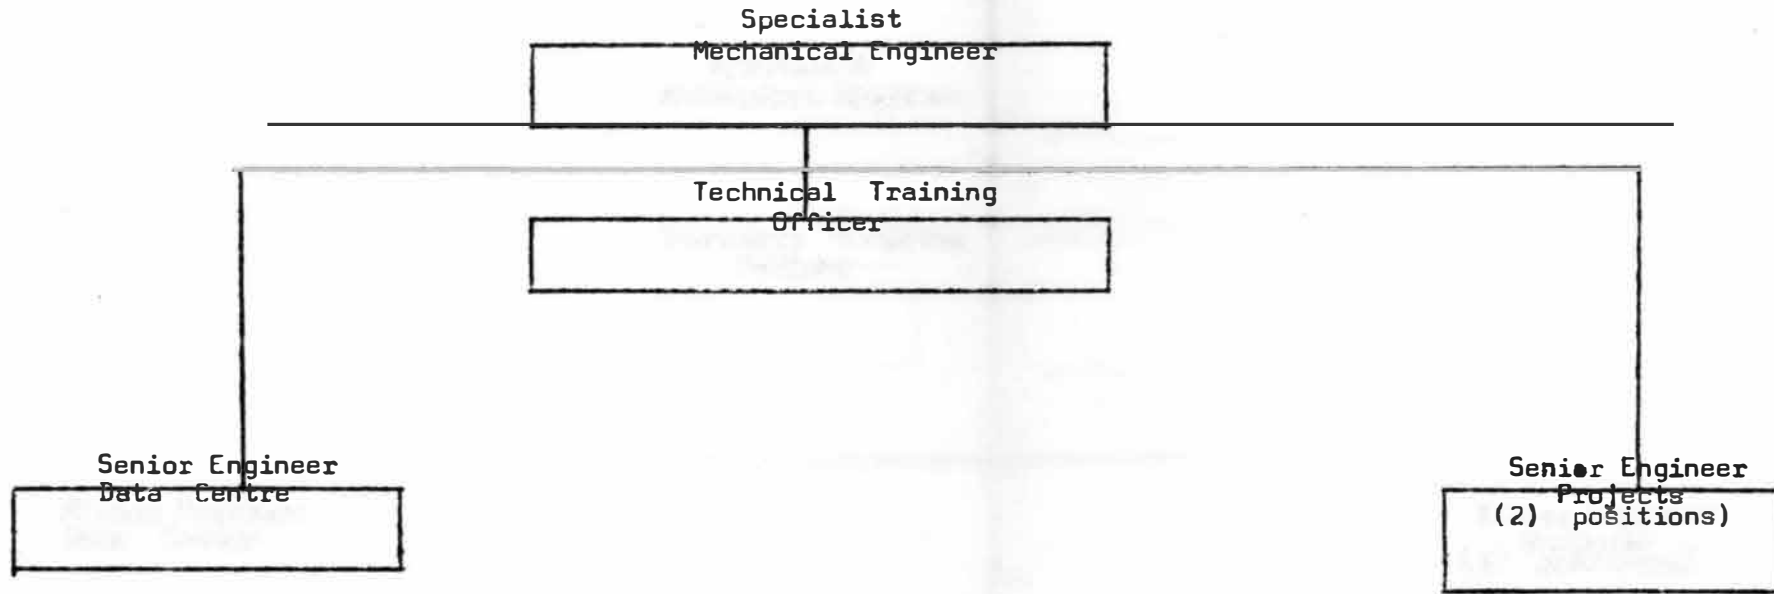 Specialist
Mechanical Engineer
Technical Training
Officer
Senior Engineer
Data Centre
Senior Engineer
Projects
(2) positions)